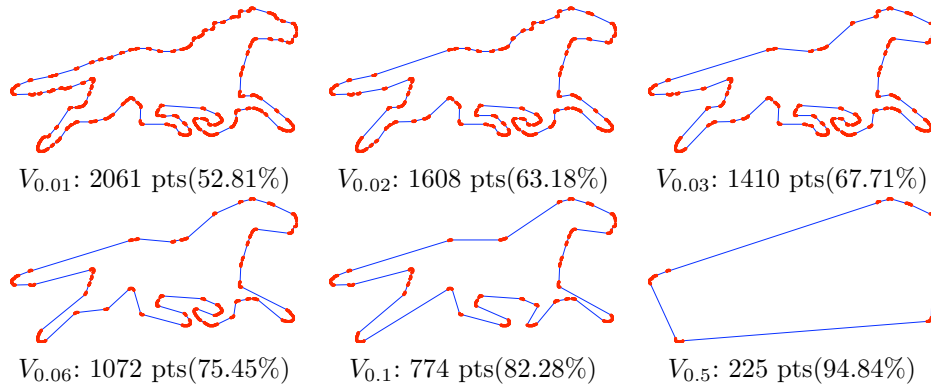 V0.01: 2061 pts(52.81%)
V0.02: 1608 pts(63.18%)
V0.03: 1410 pts(67.71%)
V0.06: 1072 pts(75.45%)
V0.1: 774 pts(82.28%)
V0.5: 225 pts(94.84%)